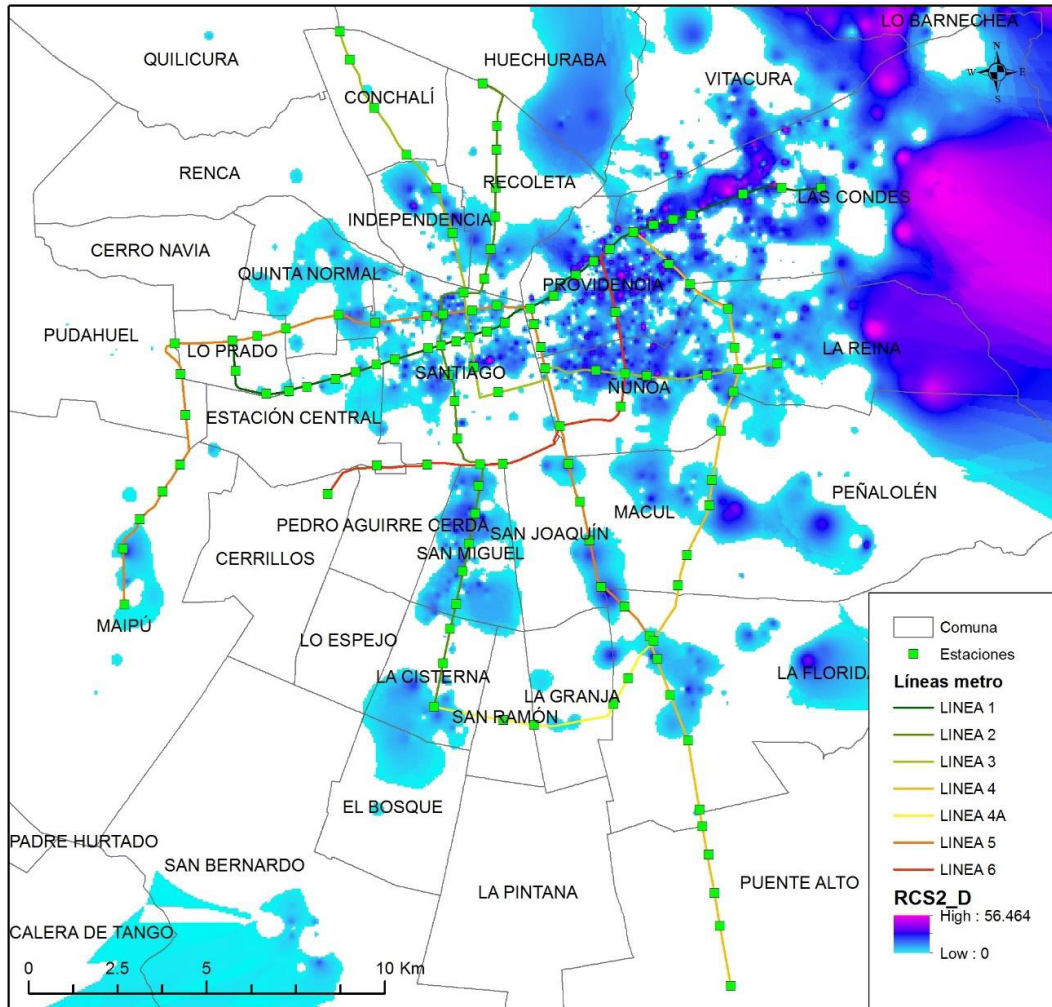 LO BARNECHEA
QUILICURA
HUECHURABA
N
W
E
S
VITACURA
CONCHALÍ
RENCA
RECOLETA
LAS CONDES
INDEPENDENCIA
CERRO NAVIA
QUINTA NORMAL
PROVIDENCIA
PUDAHUEL
LO PRADO
LA REINA
SANTIAGO
ÑUÑOA
ESTACIÓN CENTRAL
PEÑALOLÉN
MACUL
PEDRO AGUIRRE CERDA
SAN JOAQUÍN
CERRILLOS
SAN MIGUEL
MAIPÚ
LO ESPEJO
LA CISTERNA
LA FLORIDA
LA GRANJA
SAN RAMÓN
EL BOSQUE
PADRE HURTADO
SAN BERNARDO
LA PINTANA
PUENTE ALTO
CALERA DE TANGO
0 2.5 5 10 Km
Comuna
Estaciones
Líneas metro
LINEA 1
LINEA 2
LINEA 3
LINEA 4
LINEA 4A
LINEA 5
LINEA 6
RCS2_D
High : 56.464
Low : 0